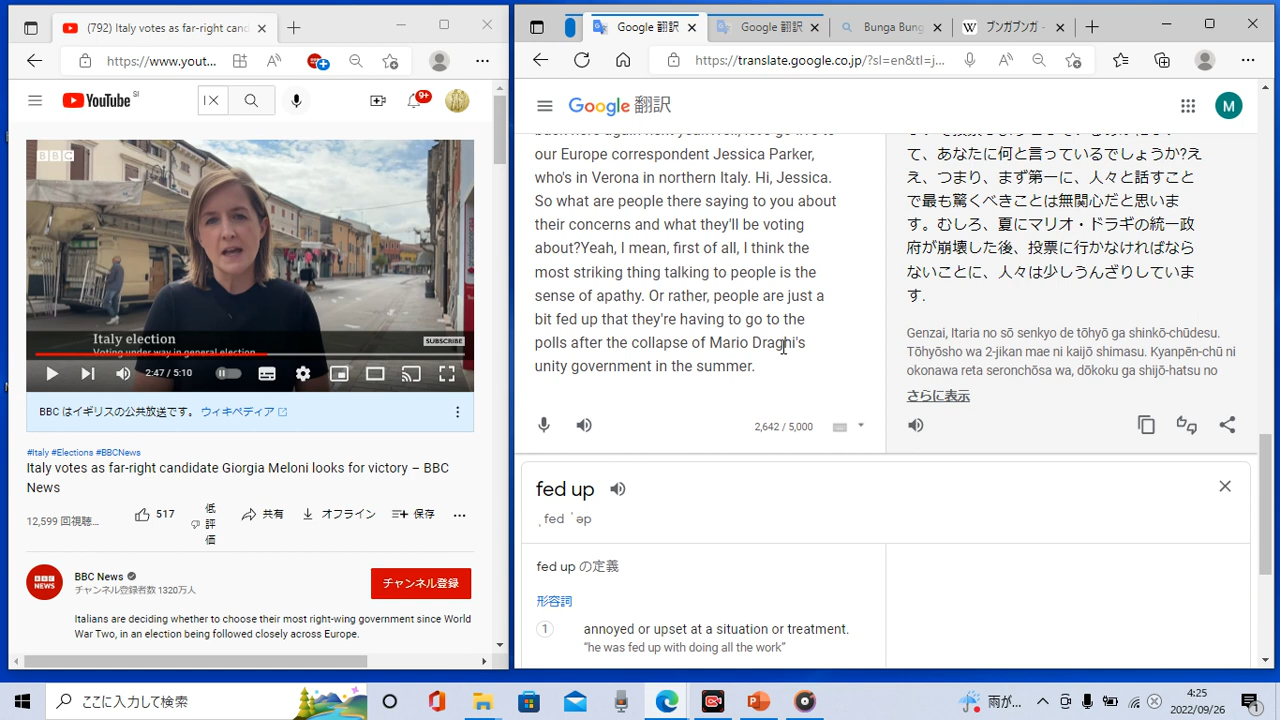 (792) Italy votes as far-right candidate
https://www.yout...
YouTube SI
9+
BBC
Italy election
Voting under way in general election
SUBSCRIBE
2:47 / 5:10
BBC はイギリスの公共放送です。 ウィキペディア
#Italy #Elections #BBCNews
Italy votes as far-right candidate Giorgia Meloni looks for victory – BBC
News
12,599 回視聴...
517
低評価
共有
オフライン
保存
BBC NEWS
BBC News
チャンネル登録者数 1320万人
チャンネル登録
Italians are deciding whether to choose their most right-wing government since World
War Two, in an election being followed closely across Europe.
Google 翻訳
Google 翻訳
Bunga Bung
ブンガブンガ -
https://translate.google.co.jp/?sl=en&tl=j...
Google 翻訳
M
our Europe correspondent Jessica Parker,
who's in Verona in northern Italy. Hi, Jessica.
So what are people there saying to you about
their concerns and what they'll be voting
about?Yeah, I mean, first of all, I think the
most striking thing talking to people is the
sense of apathy. Or rather, people are just a
bit fed up that they're having to go to the
polls after the collapse of Mario Draghi's
unity government in the summer.
2,642 / 5,000
て、あなたに何と言っているでしょうか?え
え、つまり、まず第一に、人々と話すこと
で最も驚くべきことは無関心だと思いま
す。むしろ、夏にマリオ・ドラギの統一政
府が崩壊した後、投票に行かなければなら
ないことに、人々は少しうんざりしていま
す.
Genzai, Itaria no sō senkyo de tōhyō ga shinkō-chūdesu.
Tōhyōsho wa 2-jikan mae ni kaijō shimasu. Kyanpēn-chū ni
okonawa reta seronchōsa wa, dōkoku ga shijō-hatsu no
さらに表示
fed up
ˌfed ˈəp
fed up の定義
形容詞
1
annoyed or upset at a situation or treatment.
"he was fed up with doing all the work"
ここに入力して検索
雨が...
4:25
2022/09/26
1